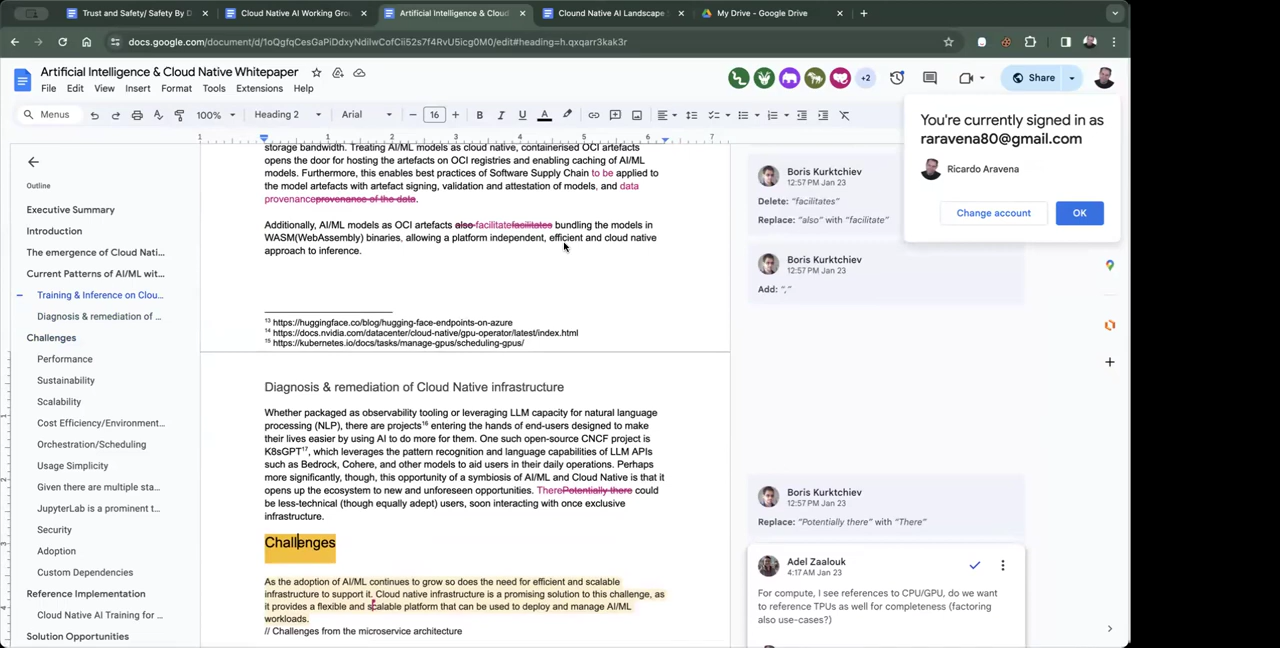 Trust and Safety/ Safety By D
Cloud Native AI Working Grou
Artificial Intelligence & Cloud
Clound Native AI Landscape
My Drive - Google Drive
docs.google.com/document/d/1oQgfqCesGaPiDdxyNdilwCofCii52s7f4RvU5icg0M0/edit#heading=h.qxqarr3kak3r
Artificial Intelligence & Cloud Native Whitepaper
+2
Share
File Edit View Insert Format Tools Extensions Help
Menus
100%
Heading 2
Arial
16
B I U A
1 1 2 3 4 5 6 7
You're currently signed in as
raravena80@gmail.com
Ricardo Aravena
Change account
OK
Outline
Executive Summary
Introduction
The emergence of Cloud Nati...
Current Patterns of AI/ML wit...
Training & Inference on Clou...
Diagnosis & remediation of ...
Challenges
Performance
Sustainability
Scalability
Cost Efficiency/Environment...
Orchestration/Scheduling
Usage Simplicity
Given there are multiple sta...
JupyterLab is a prominent t...
Security
Adoption
Custom Dependencies
Reference Implementation
Cloud Native AI Training for ...
Solution Opportunities
storage bandwidth. Treating AI/ML models as cloud native, containerised OCI artefacts
opens the door for hosting the artefacts on OCI registries and enabling caching of AI/ML
models. Furthermore, this enables best practices of Software Supply Chain to be applied to
the model artefacts with artefact signing, validation and attestation of models, and data
provenanceprovenance of the data.
Additionally, AI/ML models as OCI artefacts also facilitatefacilitates bundling the models in
WASM(WebAssembly) binaries, allowing a platform independent, efficient and cloud native
approach to inference.
13 https://huggingface.co/blog/hugging-face-endpoints-on-azure
14 https://docs.nvidia.com/datacenter/cloud-native/gpu-operator/latest/index.html
15 https://kubernetes.io/docs/tasks/manage-gpus/scheduling-gpus/
Diagnosis & remediation of Cloud Native infrastructure
Whether packaged as observability tooling or leveraging LLM capacity for natural language
processing (NLP), there are projects16 entering the hands of end-users designed to make
their lives easier by using AI to do more for them. One such open-source CNCF project is
K8sGPT17, which leverages the pattern recognition and language capabilities of LLM APIs
such as Bedrock, Cohere, and other models to aid users in their daily operations. Perhaps
more significantly, though, this opportunity of a symbiosis of AI/ML and Cloud Native is that it
opens up the ecosystem to new and unforeseen opportunities. TherePotentially there could
be less-technical (though equally adept) users, soon interacting with once exclusive
infrastructure.
Challenges
As the adoption of AI/ML continues to grow so does the need for efficient and scalable
infrastructure to support it. Cloud native infrastructure is a promising solution to this challenge, as
it provides a flexible and scalable platform that can be used to deploy and manage AI/ML
workloads.
// Challenges from the microservice architecture
Boris Kurktchiev
12:57 PM Jan 23
Delete: "facilitates"
Replace: "also" with "facilitate"
Boris Kurktchiev
12:57 PM Jan 23
Add: ","
Boris Kurktchiev
12:57 PM Jan 23
Replace: "Potentially there" with "There"
Adel Zaalouk
4:17 AM Jan 23
For compute, I see references to CPU/GPU, do we want
to reference TPUs as well for completeness (factoring
also use-cases?)